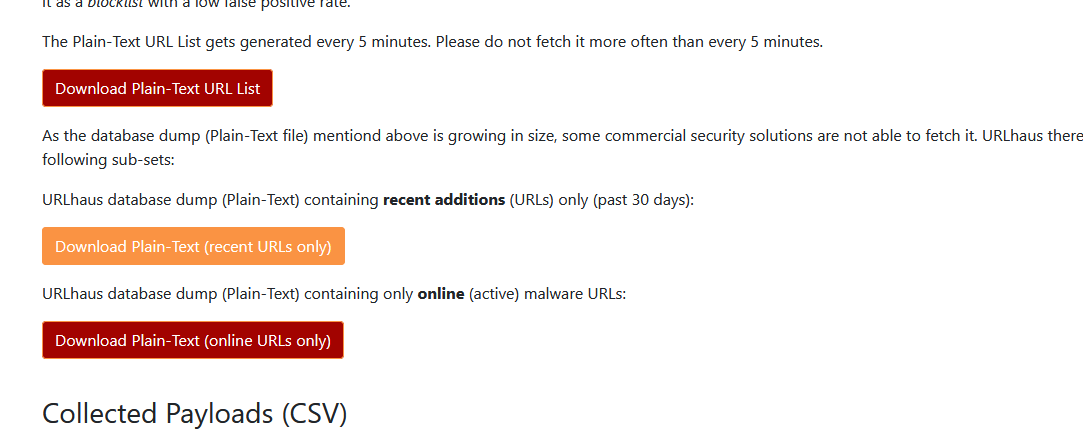 it as a blocklist with a low false positive rate.
The Plain-Text URL List gets generated every 5 minutes. Please do not fetch it more often than every 5 minutes.
Download Plain-Text URL List
As the database dump (Plain-Text file) mentiond above is growing in size, some commercial security solutions are not able to fetch it. URLhaus there
following sub-sets:
URLhaus database dump (Plain-Text) containing recent additions (URLs) only (past 30 days):
Download Plain-Text (recent URLs only)
URLhaus database dump (Plain-Text) containing only online (active) malware URLs:
Download Plain-Text (online URLs only)
Collected Payloads (CSV)